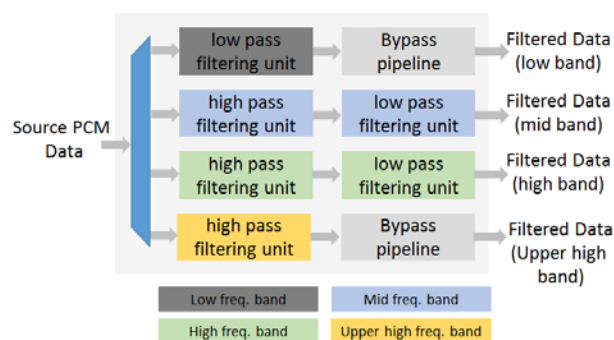 Source PCM
Data
low pass
filtering unit
Bypass
pipeline
Filtered Data
(low band)
high pass
filtering unit
low pass
filtering unit
Filtered Data
(mid band)
high pass
filtering unit
low pass
filtering unit
Filtered Data
(high band)
high pass
filtering unit
Bypass
pipeline
Filtered Data
(Upper high
band)
Low freq. band
Mid freq. band
High freq. band
Upper high freq. band